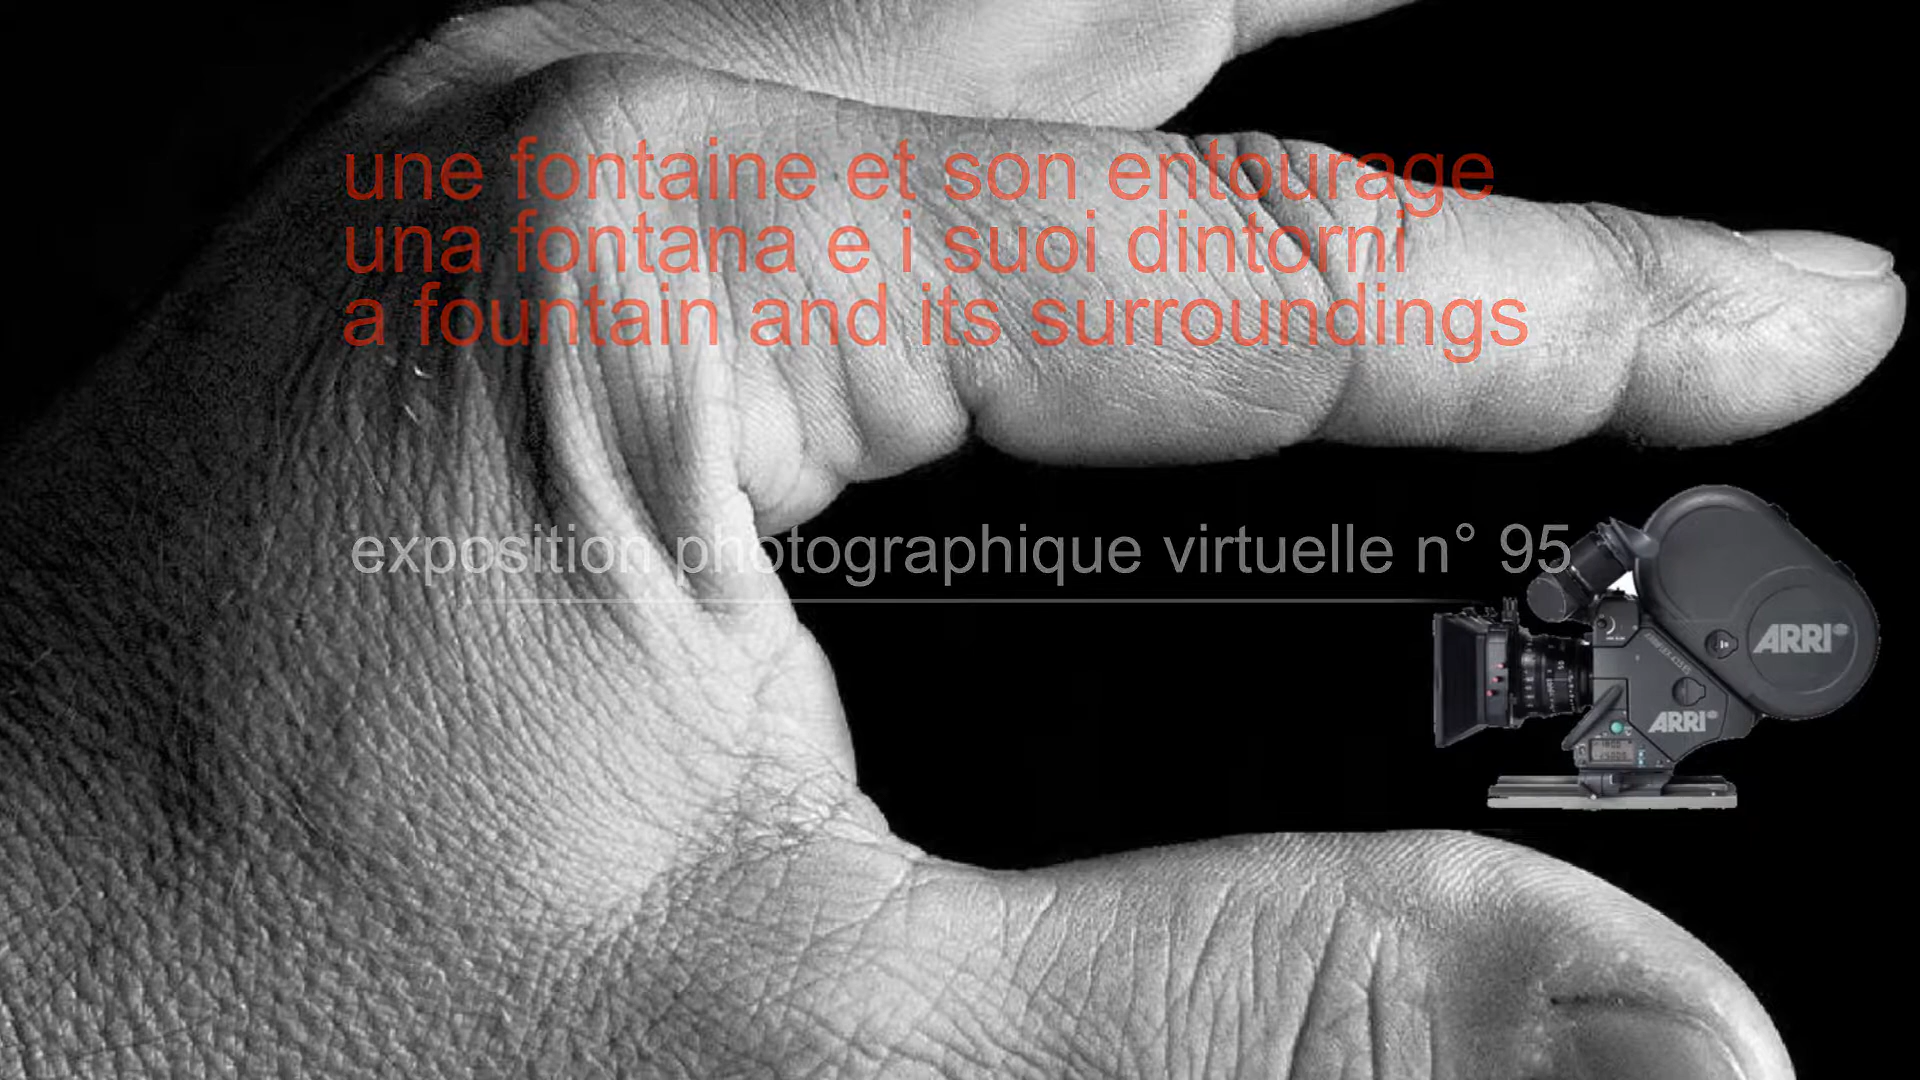 une fontaine et son entourage
una fontana e i suoi dintorni
a fountain and its surroundings
exposition photographique virtuelle n° 95
ARRI
ARRI